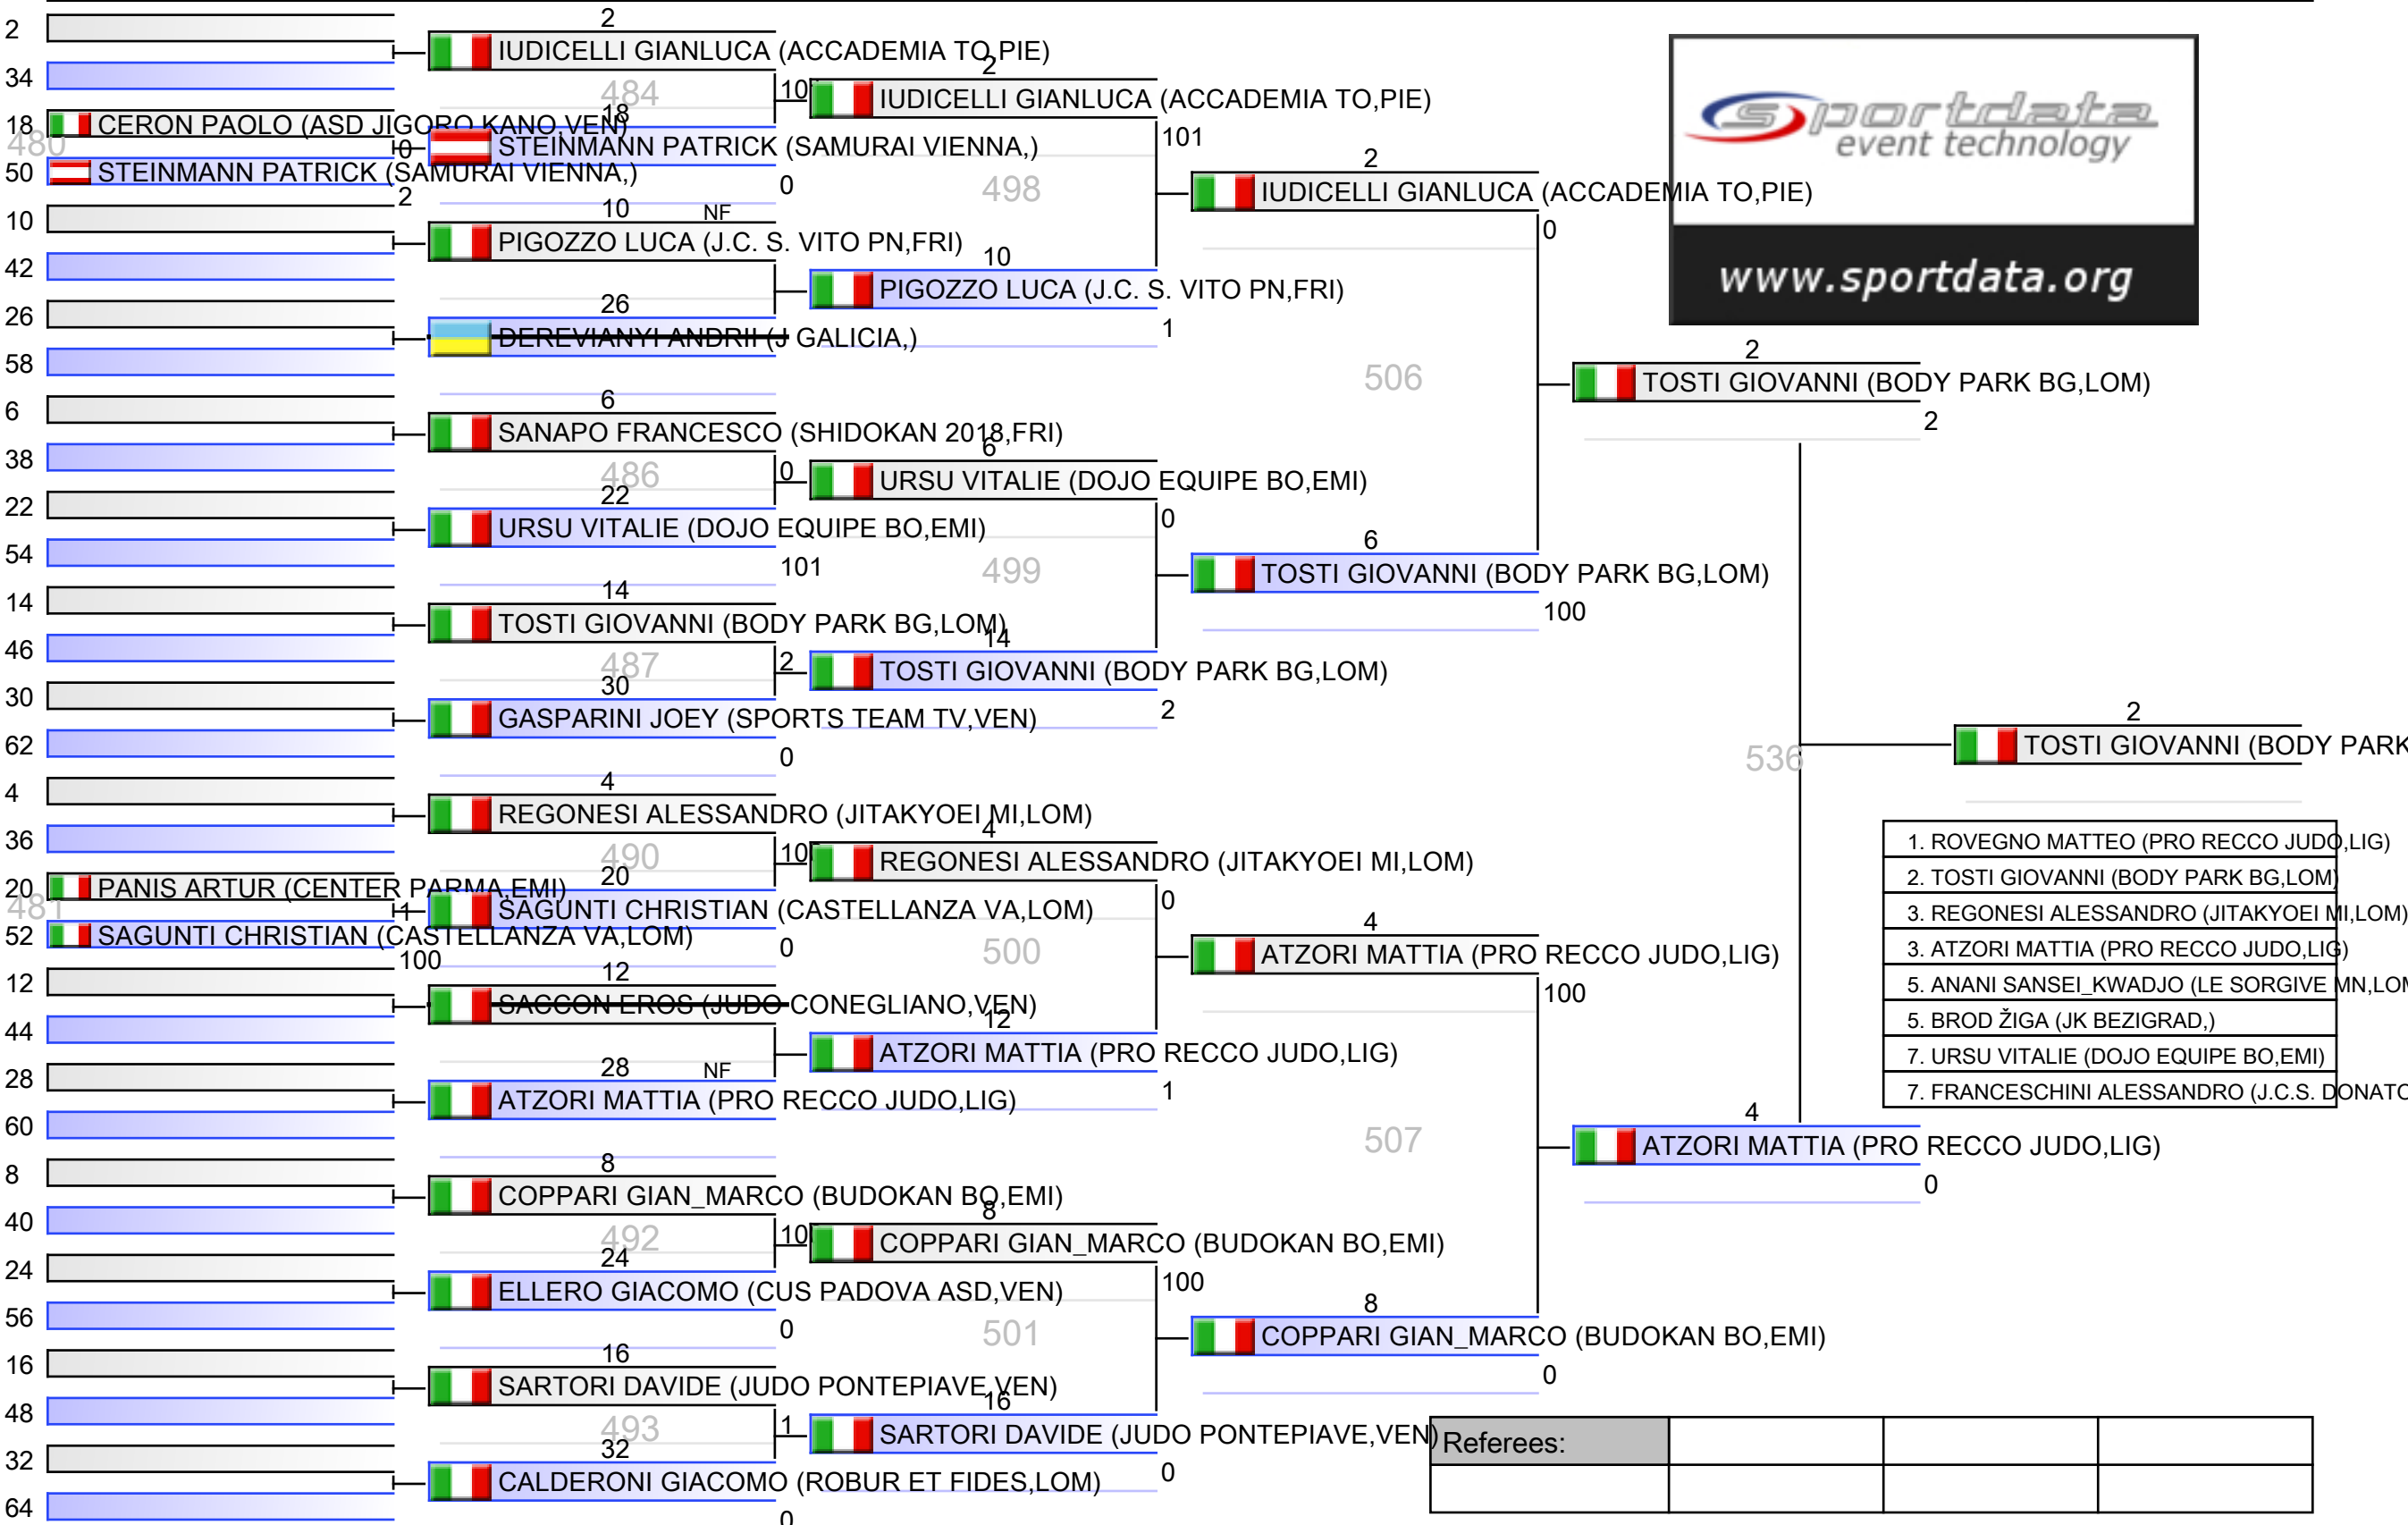 2
34
18 CERON PAOLO (ASD JIGORO KANO,VEN)
480
0
50 STEINMANN PATRICK (SAMURAI VIENNA,)
2
10
42
26
58
6
38
22
54
14
46
30
62
4
36
20 PANIS ARTUR (CENTER PARMA,EMI)
481
1
52 SAGUNTI CHRISTIAN (CASTELLANZA VA,LOM)
100
12
44
28
60
8
40
24
56
16
48
32
64
2
IUDICELLI GIANLUCA (ACCADEMIA TO,PIE)
484
10
18
STEINMANN PATRICK (SAMURAI VIENNA,)
0
10 NF
PIGOZZO LUCA (J.C. S. VITO PN,FRI)
26
DEREVIANYI ANDRII (J GALICIA,)
6
SANAPO FRANCESCO (SHIDOKAN 2018,FRI)
486
0
22
URSU VITALIE (DOJO EQUIPE BO,EMI)
101
14
TOSTI GIOVANNI (BODY PARK BG,LOM)
487
2
30
GASPARINI JOEY (SPORTS TEAM TV,VEN)
0
4
REGONESI ALESSANDRO (JITAKYOEI MI,LOM)
490
10
20
SAGUNTI CHRISTIAN (CASTELLANZA VA,LOM)
0
12
SACCON EROS (JUDO CONEGLIANO,VEN)
28 NF
ATZORI MATTIA (PRO RECCO JUDO,LIG)
8
COPPARI GIAN_MARCO (BUDOKAN BO,EMI)
492
10
24
ELLERO GIACOMO (CUS PADOVA ASD,VEN)
0
16
SARTORI DAVIDE (JUDO PONTEPIAVE,VEN)
493
1
32
CALDERONI GIACOMO (ROBUR ET FIDES,LOM)
0
2
IUDICELLI GIANLUCA (ACCADEMIA TO,PIE)
101
498
10
PIGOZZO LUCA (J.C. S. VITO PN,FRI)
1
6
URSU VITALIE (DOJO EQUIPE BO,EMI)
0
499
14
TOSTI GIOVANNI (BODY PARK BG,LOM)
2
4
REGONESI ALESSANDRO (JITAKYOEI MI,LOM)
0
500
12
ATZORI MATTIA (PRO RECCO JUDO,LIG)
1
8
COPPARI GIAN_MARCO (BUDOKAN BO,EMI)
100
501
16
SARTORI DAVIDE (JUDO PONTEPIAVE,VEN)
0
2
IUDICELLI GIANLUCA (ACCADEMIA TO,PIE)
0
506
6
TOSTI GIOVANNI (BODY PARK BG,LOM)
100
4
ATZORI MATTIA (PRO RECCO JUDO,LIG)
100
507
8
COPPARI GIAN_MARCO (BUDOKAN BO,EMI)
0
sportdata
event technology
www.sportdata.org
2
TOSTI GIOVANNI (BODY PARK BG,LOM)
2
536
4
ATZORI MATTIA (PRO RECCO JUDO,LIG)
0
2
TOSTI GIOVANNI (BODY PARK
1. ROVEGNO MATTEO (PRO RECCO JUDO,LIG)
2. TOSTI GIOVANNI (BODY PARK BG,LOM)
3. REGONESI ALESSANDRO (JITAKYOEI MI,LOM)
3. ATZORI MATTIA (PRO RECCO JUDO,LIG)
5. ANANI SANSEI_KWADJO (LE SORGIVE MN,LOM
5. BROD ŽIGA (JK BEZIGRAD,)
7. URSU VITALIE (DOJO EQUIPE BO,EMI)
7. FRANCESCHINI ALESSANDRO (J.C.S. DONATO
Referees: